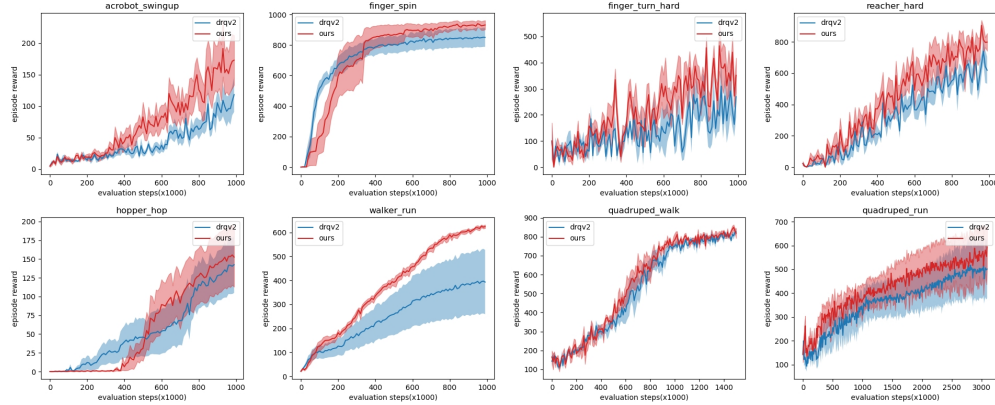 acrobot_swingup
drqv2
ours
episode reward
200
150
100
50
0
0 200 400 600 800 1000
evaluation steps(x1000)
finger_spin
drqv2
ours
episode reward
1000
800
600
400
200
0
0 200 400 600 800 1000
evaluation steps(x1000)
finger_turn_hard
drqv2
ours
episode reward
500
400
300
200
100
0
0 200 400 600 800 1000
evaluation steps(x1000)
reacher_hard
drqv2
ours
episode reward
800
600
400
200
0
0 200 400 600 800 1000
evaluation steps(x1000)
hopper_hop
drqv2
ours
episode reward
200
175
150
125
100
75
50
25
0
0 200 400 600 800 1000
evaluation steps(x1000)
walker_run
drqv2
ours
episode reward
600
400
200
0
0 200 400 600 800 1000
evaluation steps(x1000)
quadruped_walk
drqv2
ours
episode reward
900
800
700
600
500
400
300
200
100
0 200 400 600 800 1000 1200 1400
evaluation steps(x1000)
quadruped_run
drqv2
ours
episode reward
700
600
500
400
300
200
100
0 500 1000 1500 2000 2500 3000
evaluation steps(x1000)